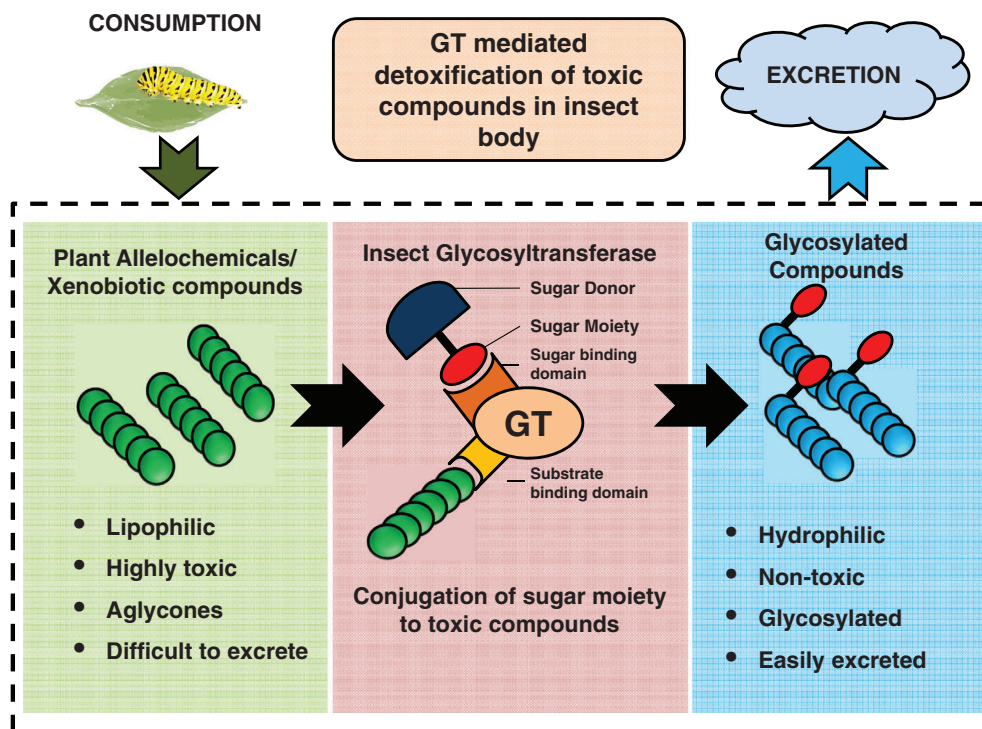 CONSUMPTION
GT mediated
detoxification of toxic
compounds in insect
body
EXCRETION
Plant Allelochemicals/
Xenobiotic compounds
• Lipophilic
• Highly toxic
• Aglycones
• Difficult to excrete
Insect Glycosyltransferase
Sugar Donor
Sugar Moiety
Sugar binding
domain
GT
Substrate
binding domain
Conjugation of sugar moiety
to toxic compounds
Glycosylated
Compounds
• Hydrophilic
• Non-toxic
• Glycosylated
• Easily excreted